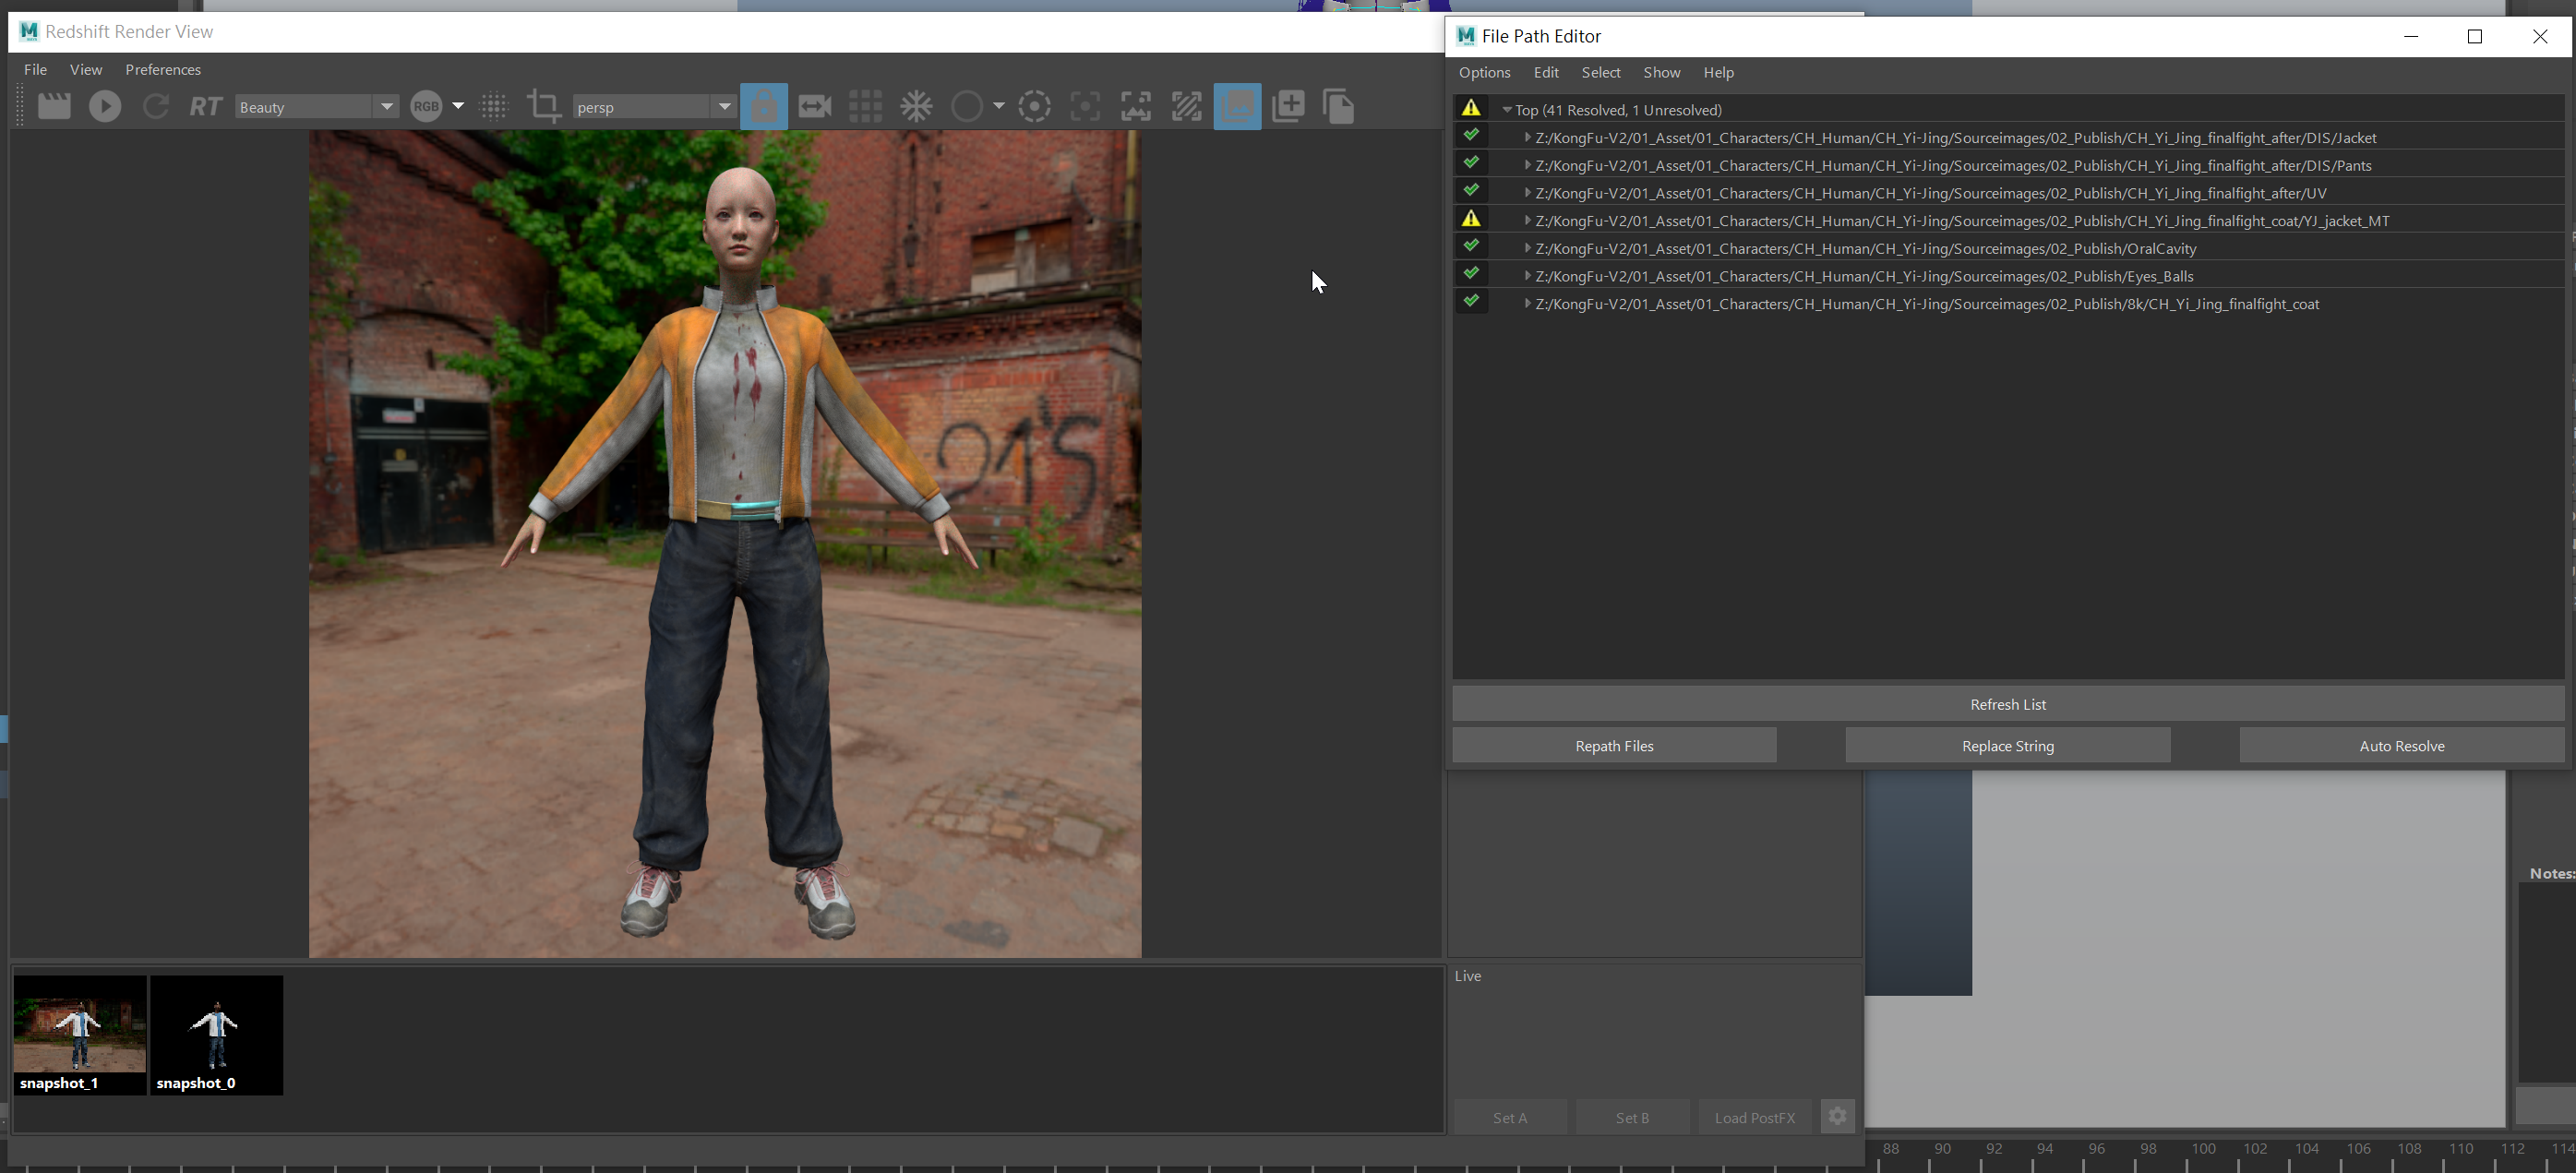 Redshift Render View
File View Preferences
RT Beauty RGB persp
21'S
snapshot_1
snapshot_0
File Path Editor
Options Edit Select Show Help
Top (41 Resolved, 1 Unresolved)
Z:/KongFu-V2/01_Asset/01_Characters/CH_Human/CH_Yi-Jing/Sourceimages/02_Publish/CH_Yi_Jing_finalfight_after/DIS/Jacket
Z:/KongFu-V2/01_Asset/01_Characters/CH_Human/CH_Yi-Jing/Sourceimages/02_Publish/CH_Yi_Jing_finalfight_after/DIS/Pants
Z:/KongFu-V2/01_Asset/01_Characters/CH_Human/CH_Yi-Jing/Sourceimages/02_Publish/CH_Yi_Jing_finalfight_after/UV
Z:/KongFu-V2/01_Asset/01_Characters/CH_Human/CH_Yi-Jing/Sourceimages/02_Publish/CH_Yi_Jing_finalfight_coat/YJ_jacket_MT
Z:/KongFu-V2/01_Asset/01_Characters/CH_Human/CH_Yi-Jing/Sourceimages/02_Publish/OralCavity
Z:/KongFu-V2/01_Asset/01_Characters/CH_Human/CH_Yi-Jing/Sourceimages/02_Publish/Eyes_Balls
Z:/KongFu-V2/01_Asset/01_Characters/CH_Human/CH_Yi-Jing/Sourceimages/02_Publish/8k/CH_Yi_Jing_finalfight_coat
Refresh List
Repath Files Replace String Auto Resolve
Notes:
Live
Set A Set B Load PostFX
88 90 92 94 96 98 100 102 104 106 108 110 112 114